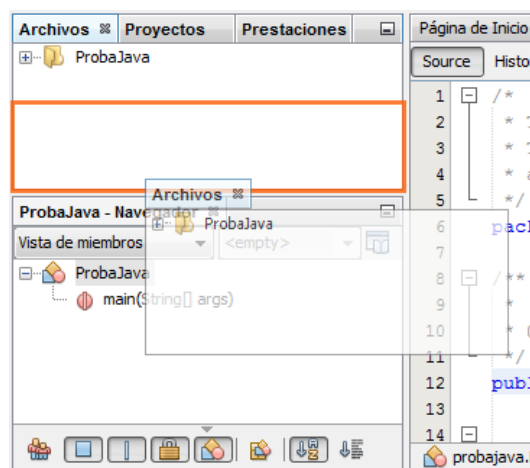 Archivos Proyectos Prestaciones
ProbaJava
Archivos
ProbaJava
ProbaJava - Navegador
Vista de miembros <empty>
ProbaJava
main(String[] args)
Página de Inicio
Source Histo
1 /*
2 *
3 *
4 *
5 */
6 pack
7
8 /**
9 *
10 *
11 */
12 publ
13
14
probajava.